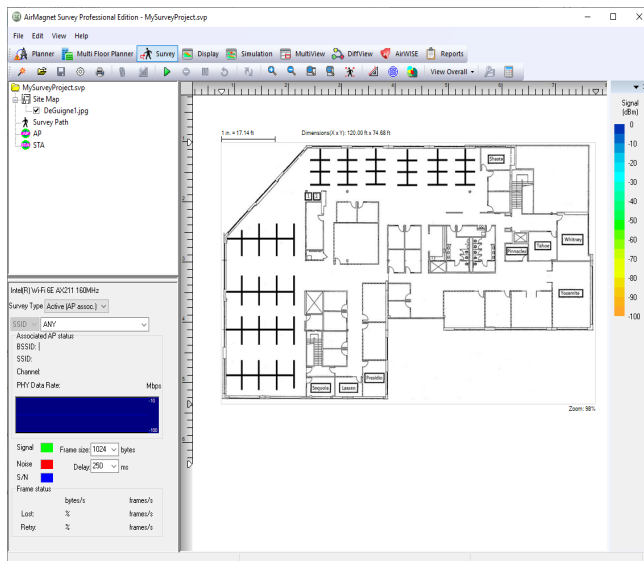 AirMagnet Survey Professional Edition - MySurveyProject.svp
File Edit View Help
Planner Multi Floor Planner Survey Display Simulation MultiView DiffView AirWISE Reports
View Overall
MySurveyProject.svp
Site Map
DeGuigne1.jpg
Survey Path
AP
STA
Intel(R) Wi-Fi 6E AX211 160MHz
Survey Type Active (AP assoc.)
SSID ANY
Associated AP status
BSSID:
SSID:
Channel:
PHY Data Rate: Mbps
-10
-100
Signal Frame size: 1024 bytes
Noise Delay: 250 ms
S/N
Frame status
bytes/s frames/s
Lost: % frames/s
Retry: % frames/s
1 in. = 17.14 ft Dimensions(X x Y): 120.00 ft x 74.68 ft
Shasta
Whitney
Tahoe
Pinnacles
Yosemite
Presidio
Sequoia Lassen
Zoom: 98%
Signal
(dBm)
0
-10
-20
-30
-40
-50
-60
-70
-80
-90
-100